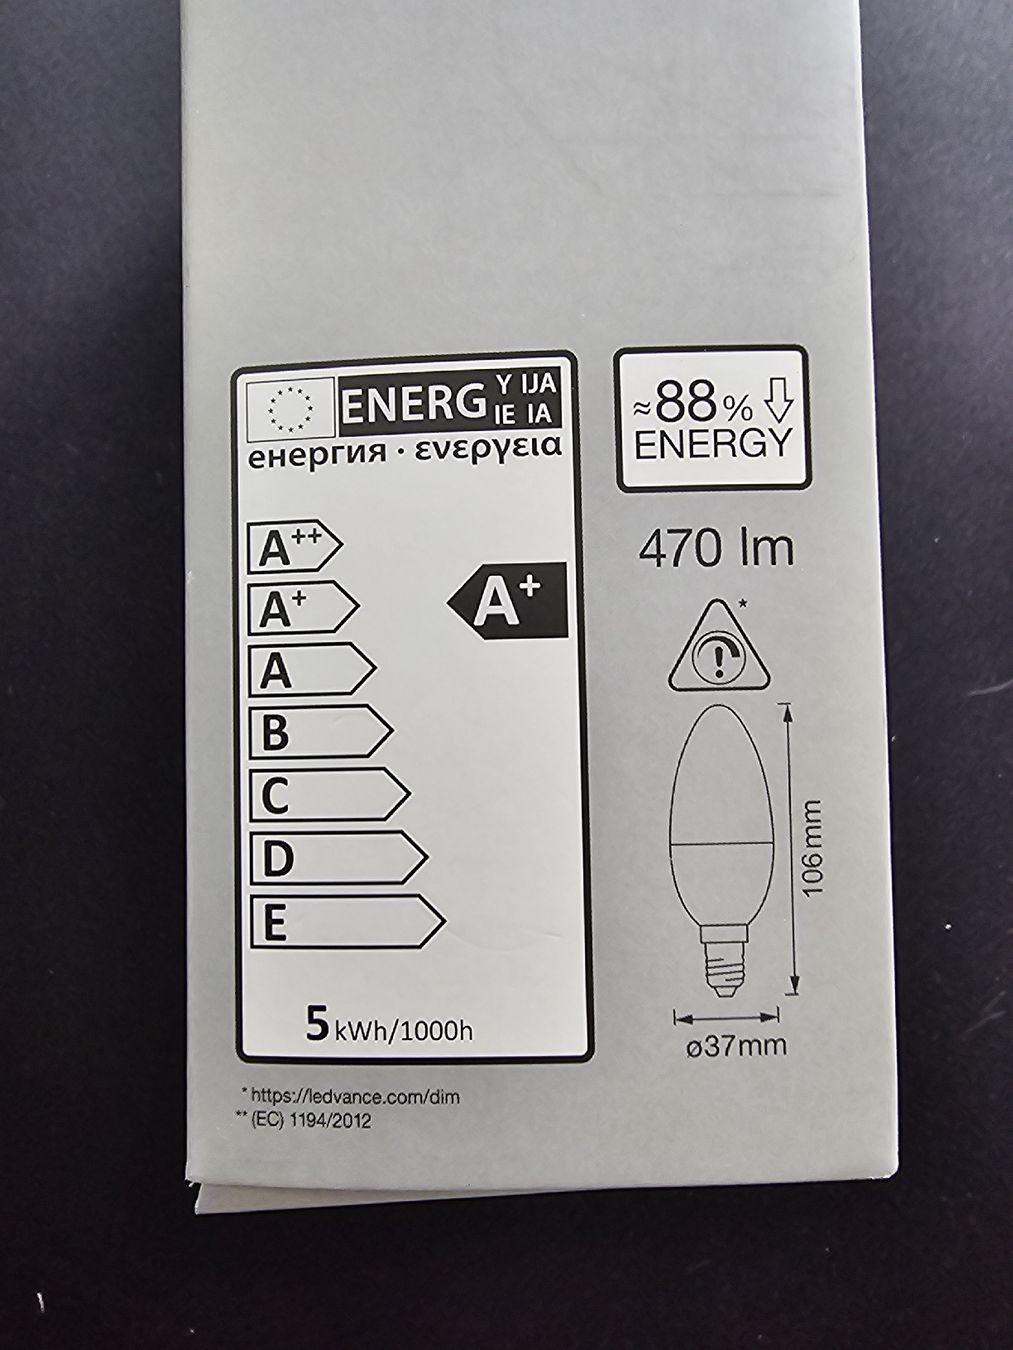 ENERG Y IJA
IE IA
енергия · ενεργεια
A++
A+
A+
A
B
C
D
E
5 kWh/1000h
≈88%
ENERGY
470 lm
*
!
106mm
ø37mm
* https://ledvance.com/dim
** (EC) 1194/2012